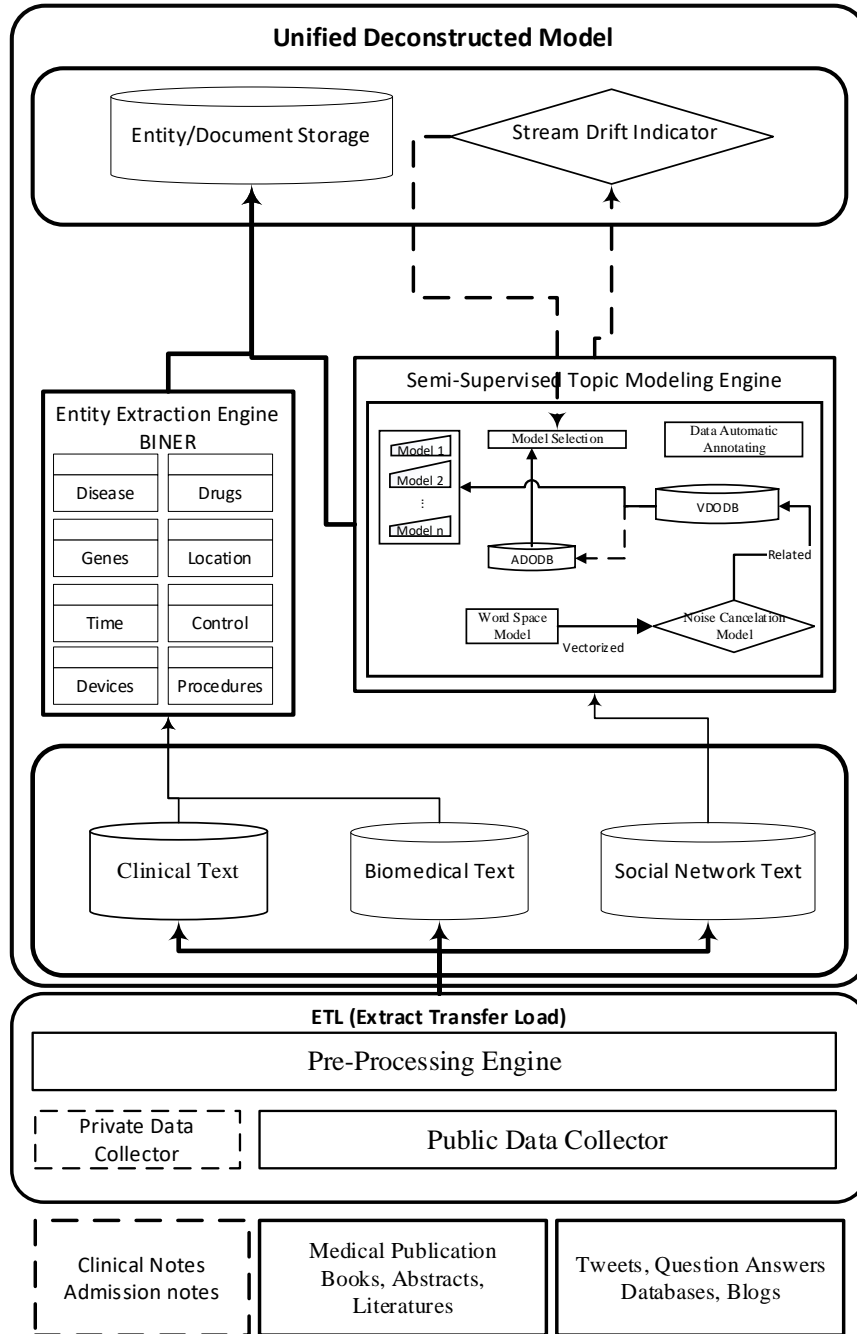 Unified Deconstructed Model
Entity/Document Storage
Stream Drift Indicator
Entity Extraction Engine
BINER
Disease
Drugs
Genes
Location
Time
Control
Devices
Procedures
Semi-Supervised Topic Modeling Engine
Model 1
Model 2
...
Model n
Model Selection
Data Automatic
Annotating
VDODB
ADODB
Related
Word Space
Model
Vectorized
Noise Cancelation
Model
Clinical Text
Biomedical Text
Social Network Text
ETL (Extract Transfer Load)
Pre-Processing Engine
Private Data
Collector
Public Data Collector
Clinical Notes
Admission notes
Medical Publication
Books, Abstracts,
Literatures
Tweets, Question Answers
Databases, Blogs